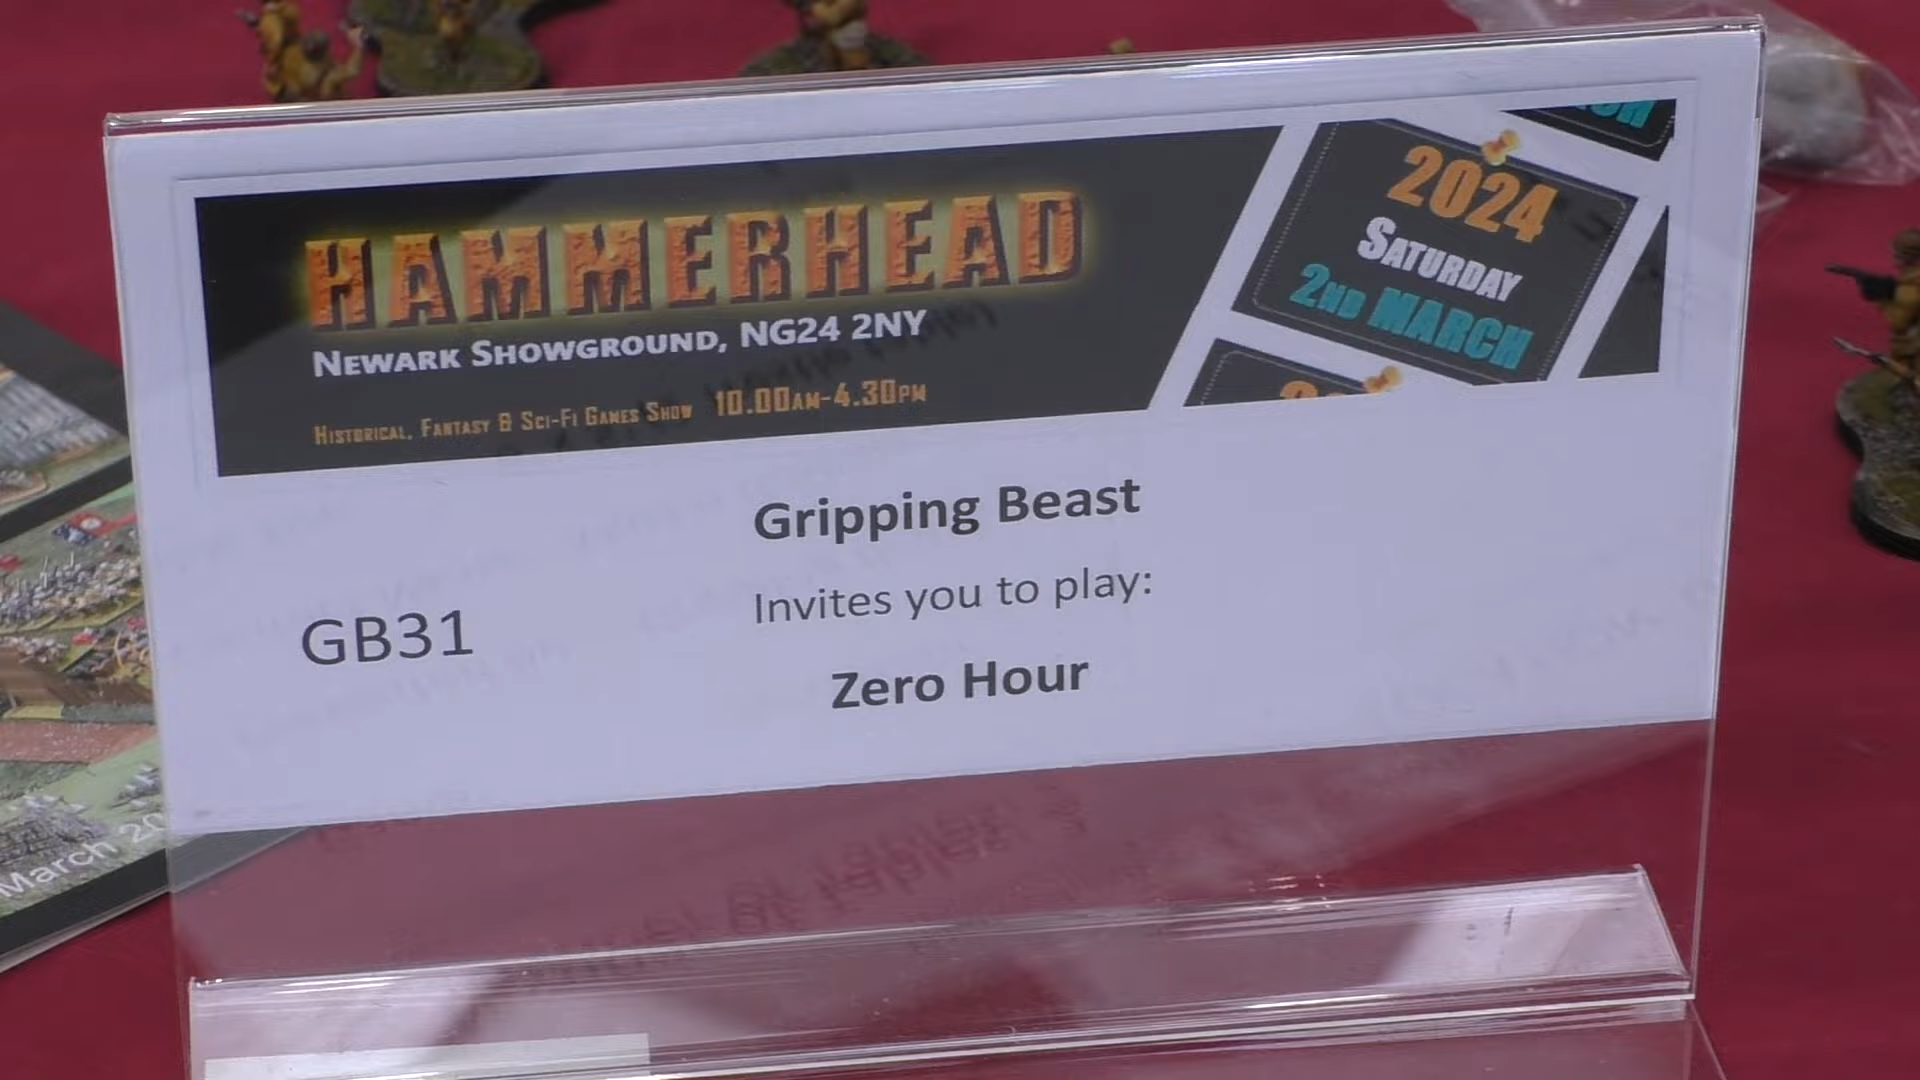 HAMMERHEAD
NEWARK SHOWGROUND, NG24 2NY
HISTORICAL, FANTASY & SCI-FI GAMES SHOW 10.00AM-4.30PM
2024
SATURDAY
2ND MARCH
Gripping Beast
Invites you to play:
GB31
Zero Hour
March 20